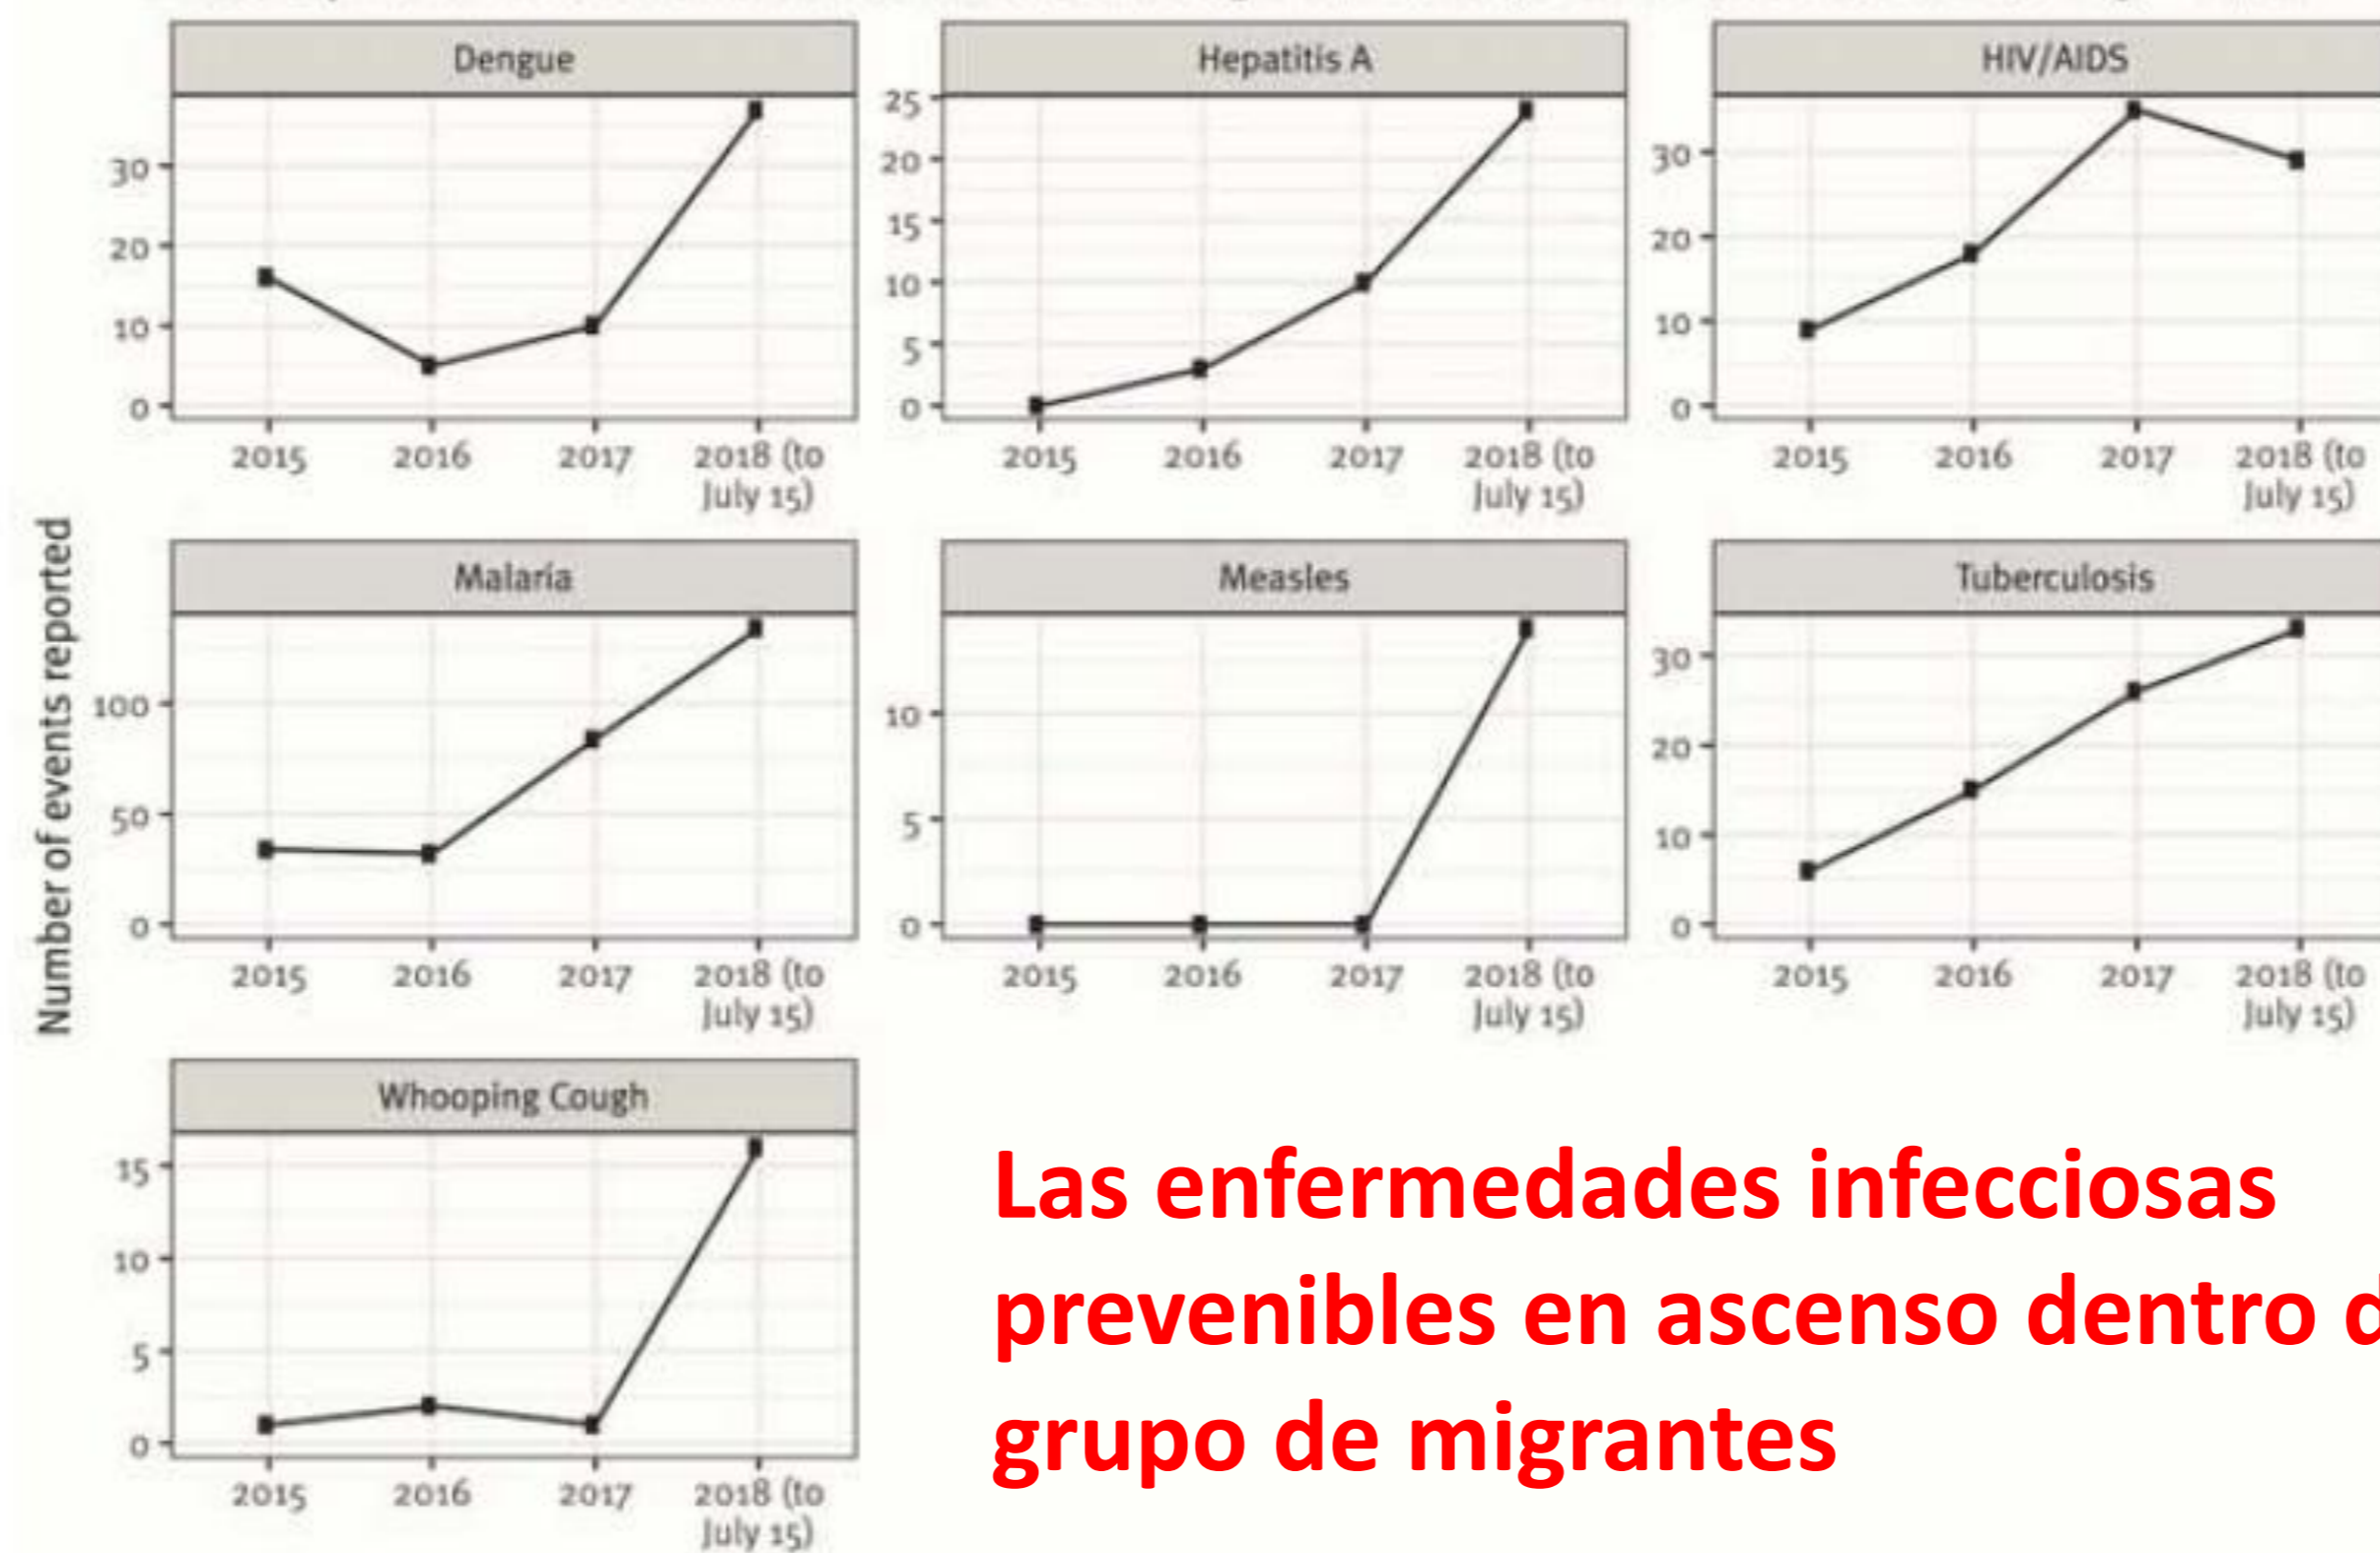 Dengue
30
20
10
0
2015 2016 2017 2018 (to
July 15)
Hepatitis A
25
20
15
10
5
0
2015 2016 2017 2018 (to
July 15)
HIV/AIDS
30
20
10
0
2015 2016 2017 2018 (to
July 15)
Number of events reported
Malaria
100
50
0
2015 2016 2017 2018 (to
July 15)
Measles
10
5
0
2015 2016 2017 2018 (to
July 15)
Tuberculosis
30
20
10
0
2015 2016 2017 2018 (to
July 15)
Whooping Cough
15
10
5
0
2015 2016 2017 2018 (to
July 15)
Las enfermedades infecciosas
prevenibles en ascenso dentro
grupo de migrantes